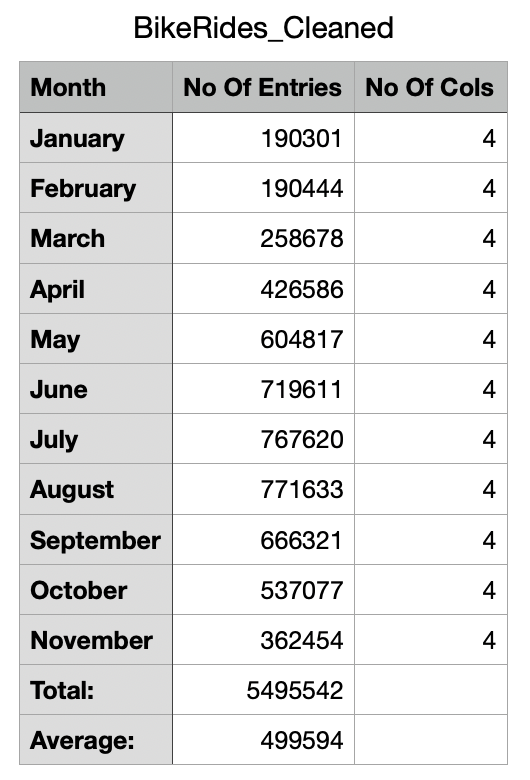 BikeRides_Cleaned
Month No Of Entries No Of Cols
January 190301 4
February 190444 4
March 258678 4
April 426586 4
May 604817 4
June 719611 4
July 767620 4
August 771633 4
September 666321 4
October 537077 4
November 362454 4
Total: 5495542
Average: 499594